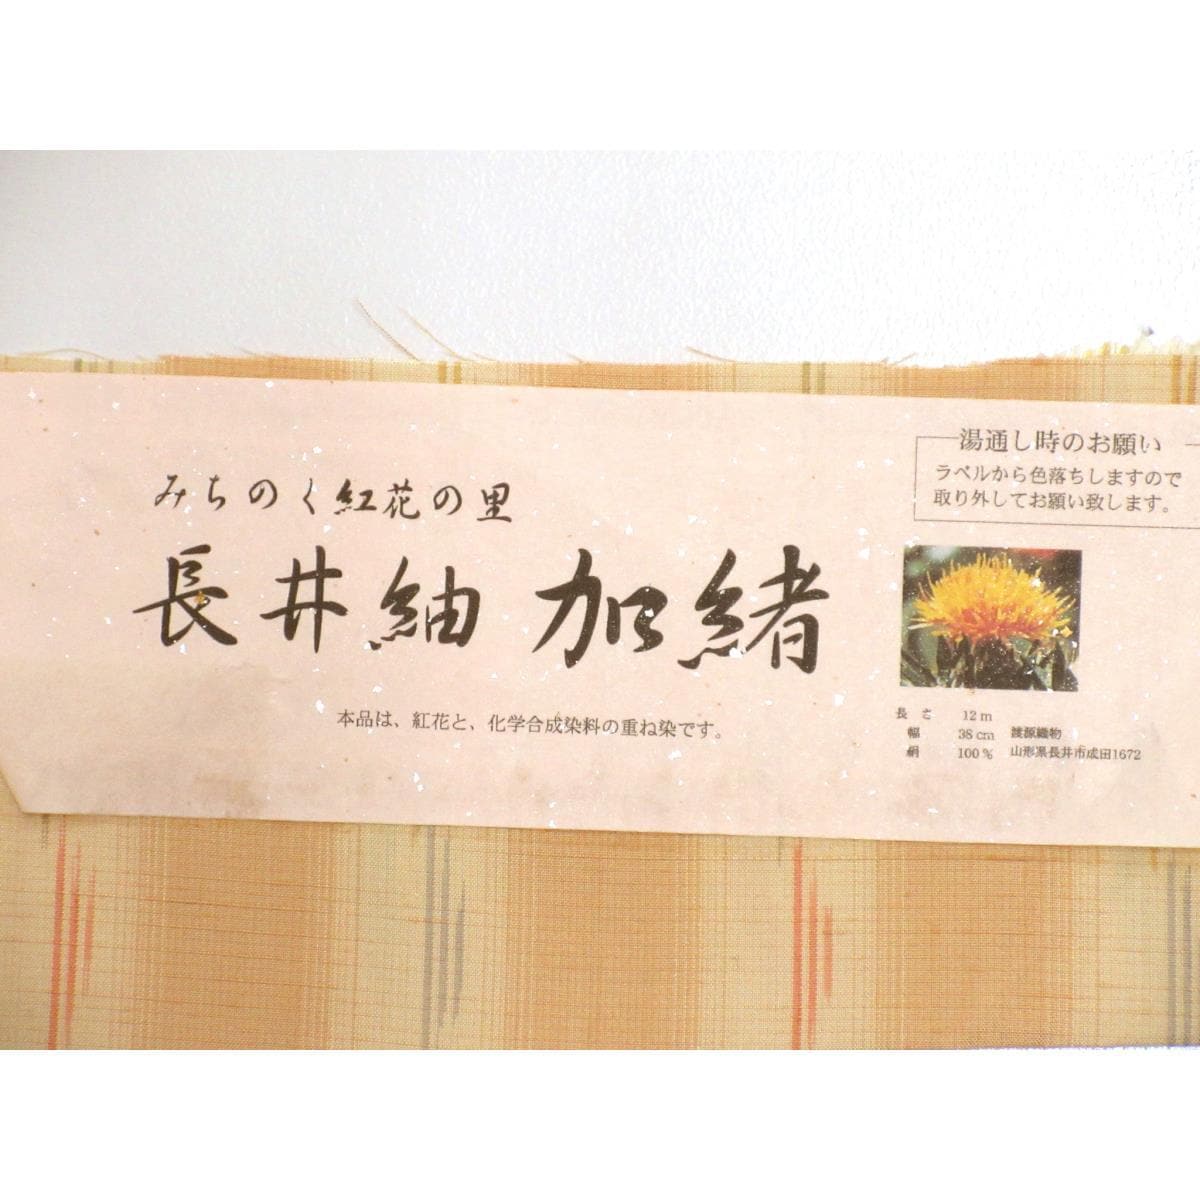 みちのく紅花の里
長井紬 加緒
本品は、紅花と、化学合成染料の重ね染です。
湯通し時のお願い
ラベルから色落ちしますので
取り外してお願い致します。
長さ 12m
幅 38cm 渡源織物
絹 100% 山形県長井市成田1672